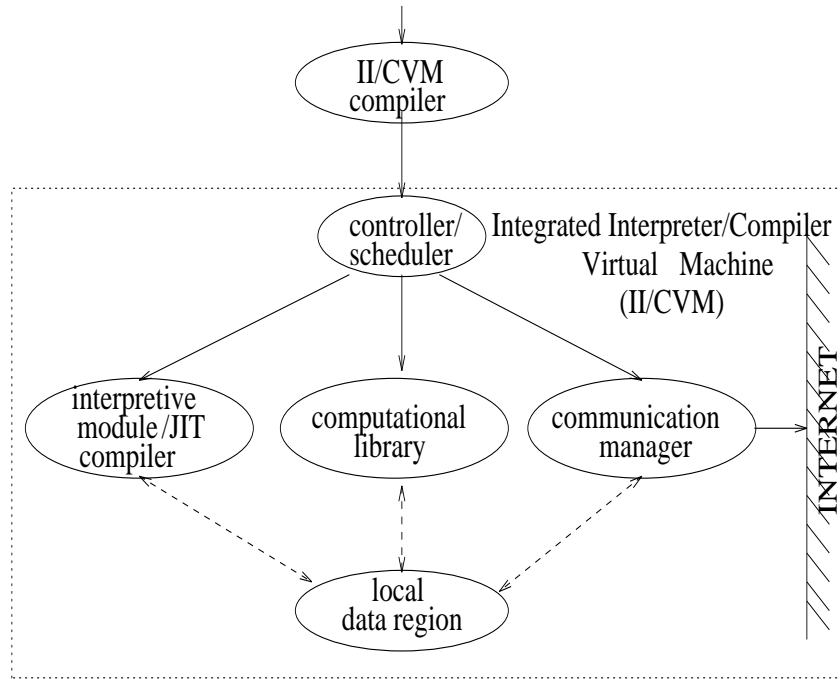 II/CVM
compiler
controller/
scheduler
Integrated Interpreter/Compiler
Virtual Machine
(II/CVM)
interpretive
module/JIT
compiler
computational
library
communication
manager
INTERNET
local
data region